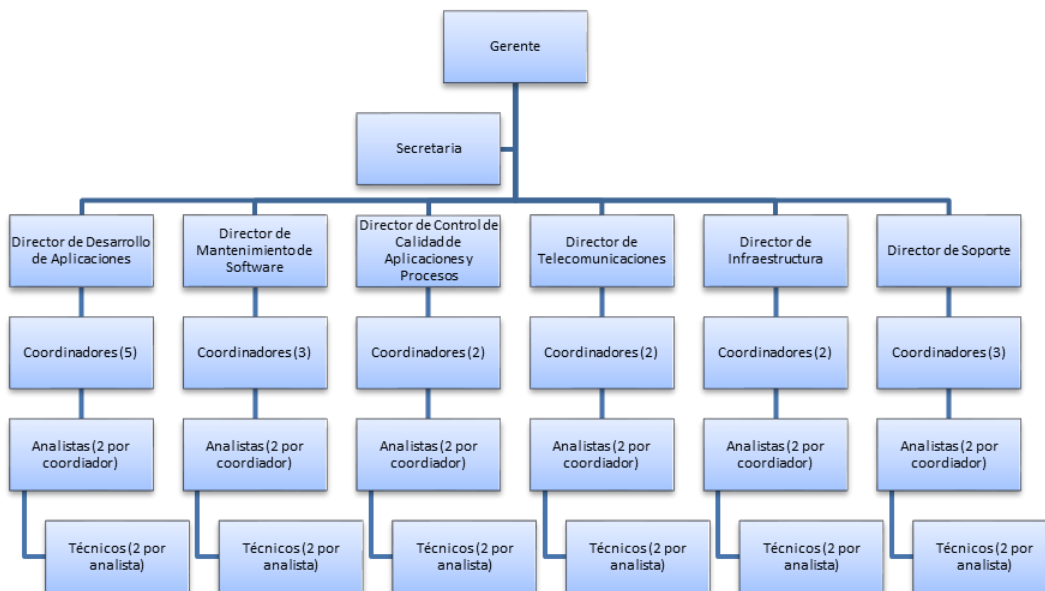 Gerente
Secretaria
Director de Desarrollo
de Aplicaciones
Director de
Mantenimiento de
Software
Director de Control de
Calidad de
Aplicaciones y
Procesos
Director de
Telecomunicaciones
Director de
Infraestructura
Director de Soporte
Coordinadores (5)
Coordinadores (3)
Coordinadores (2)
Coordinadores (2)
Coordinadores (2)
Coordinadores (3)
Analistas (2 por
coordiador)
Analistas (2 por
coordiador)
Analistas (2 por
coordiador)
Analistas (2 por
coordiador)
Analistas (2 por
coordiador)
Analistas (2 por
coordiador)
Técnicos (2 por
analista)
Técnicos (2 por
analista)
Técnicos (2 por
analista)
Técnicos (2 por
analista)
Técnicos (2 por
analista)
Técnicos (2 por
analista)